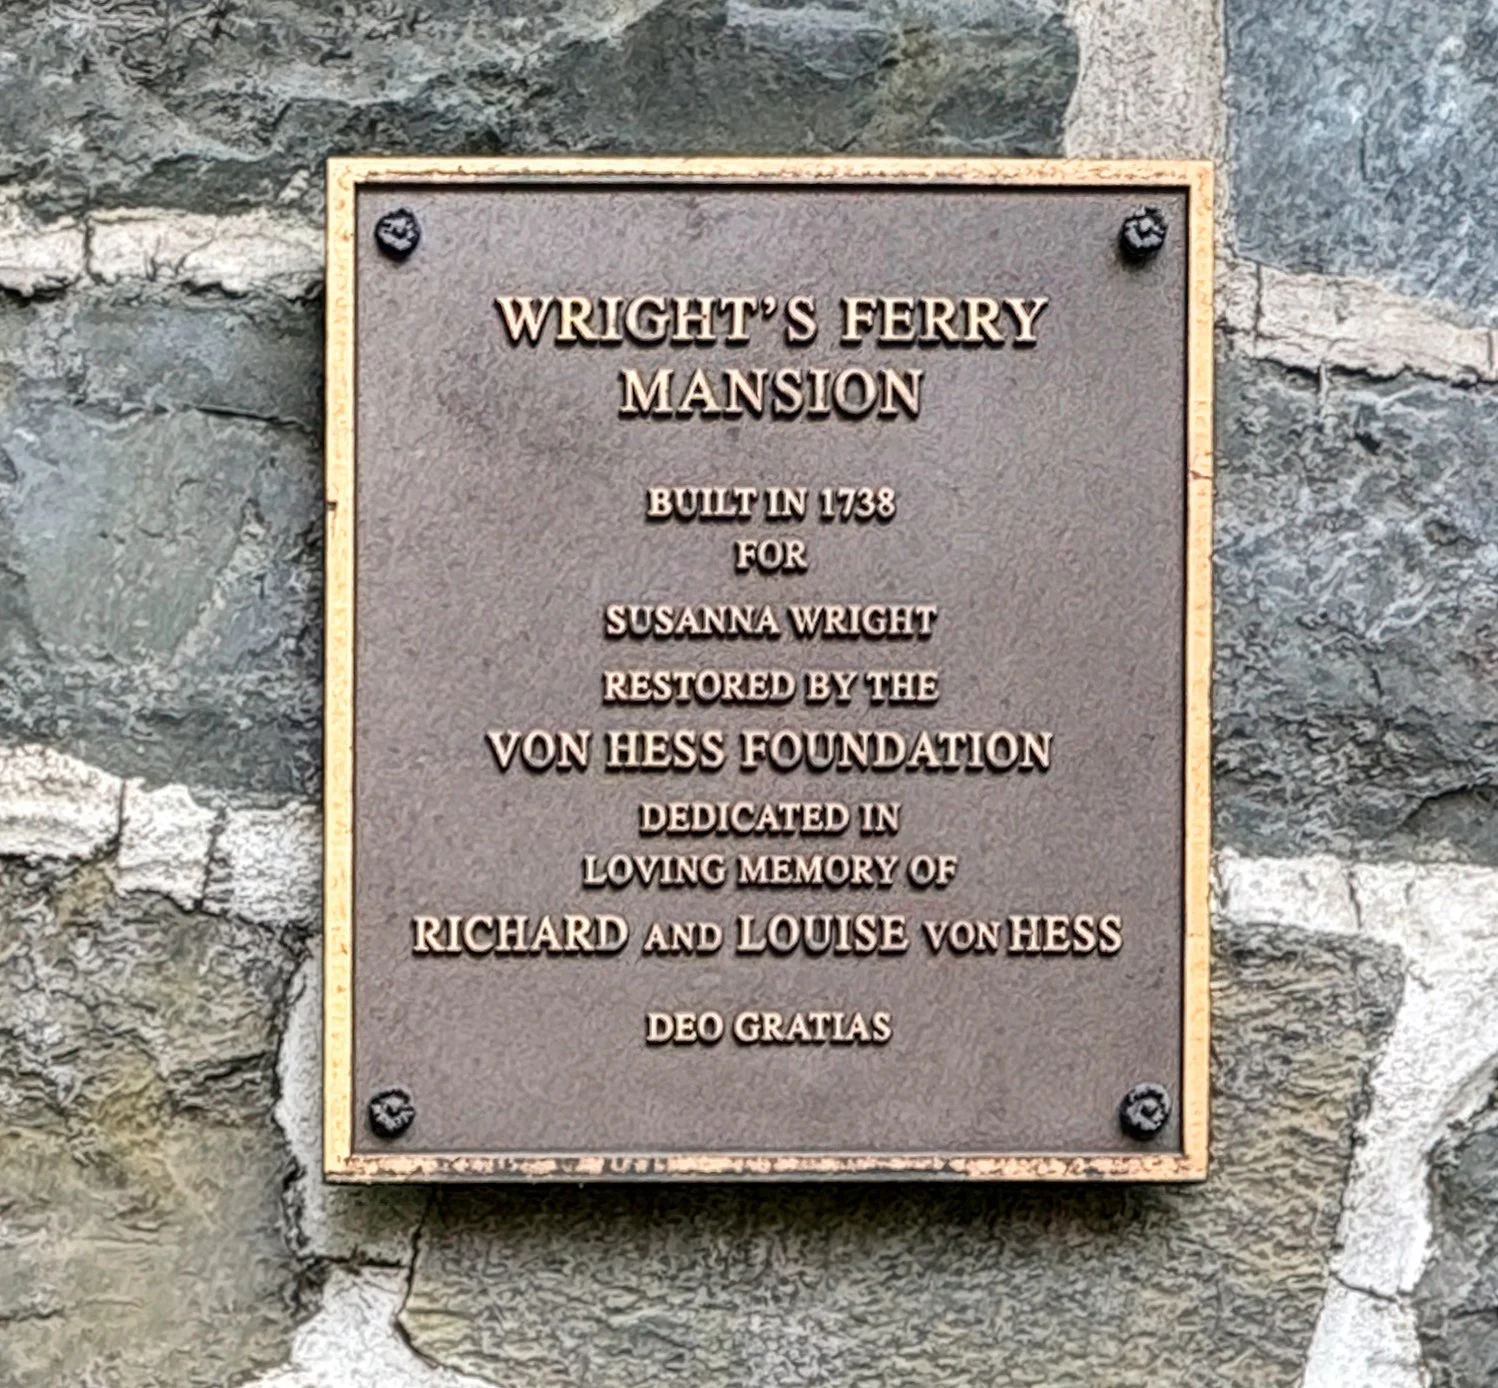 WRIGHT'S FERRY
MANSION
BUILT IN 1738
FOR
SUSANNA WRIGHT
RESTORED BY THE
VON HESS FOUNDATION
DEDICATED IN
LOVING MEMORY OF
RICHARD AND LOUISE VON HESS
DEO GRATIAS